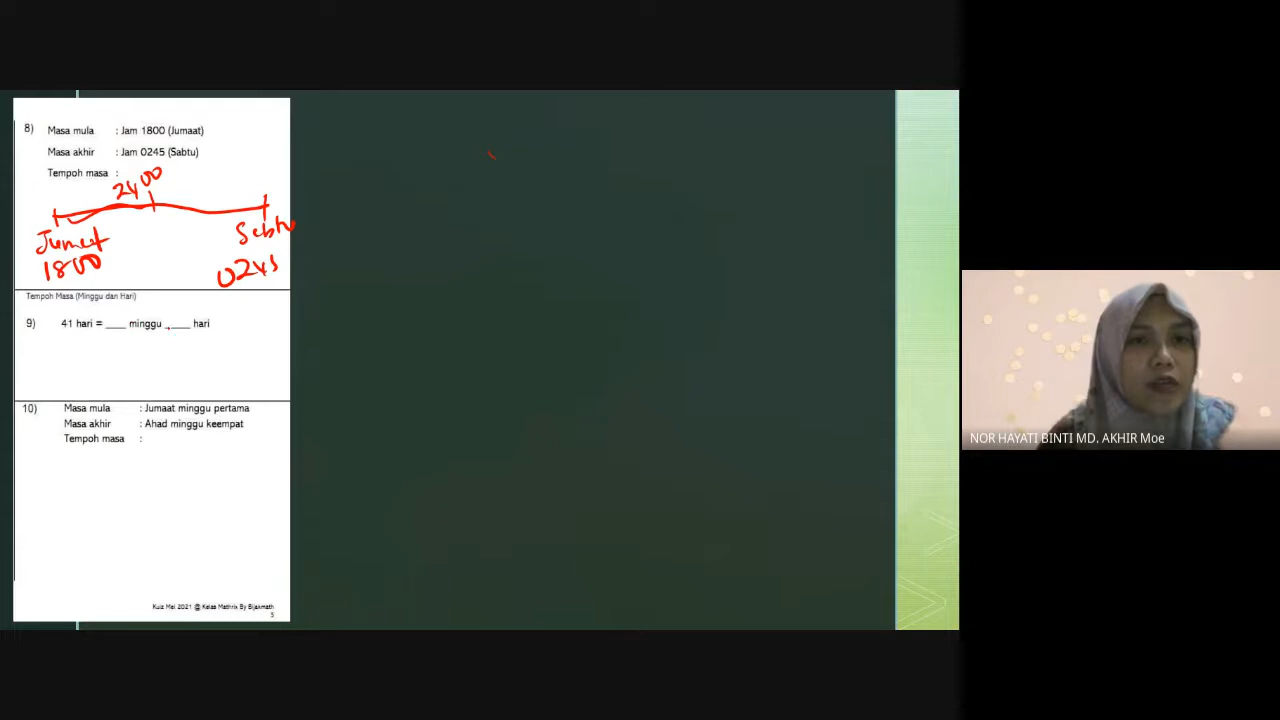 8)
Masa mula : Jam 1800 (Jumaat)
Masa akhir : Jam 0245 (Sabtu)
Tempoh masa :
2400
Jumaat
Sabtu
1800
0245
Tempoh Masa (Minggu dan Hari)
9) 41 hari = ____ minggu ,____ hari
10) Masa mula : Jumaat minggu pertama
Masa akhir : Ahad minggu keempat
Tempoh masa :
Kuiz Mei 2021 @ Kelas Mathrix By Bijakmath
5
NOR HAYATI BINTI MD. AKHIR Moe